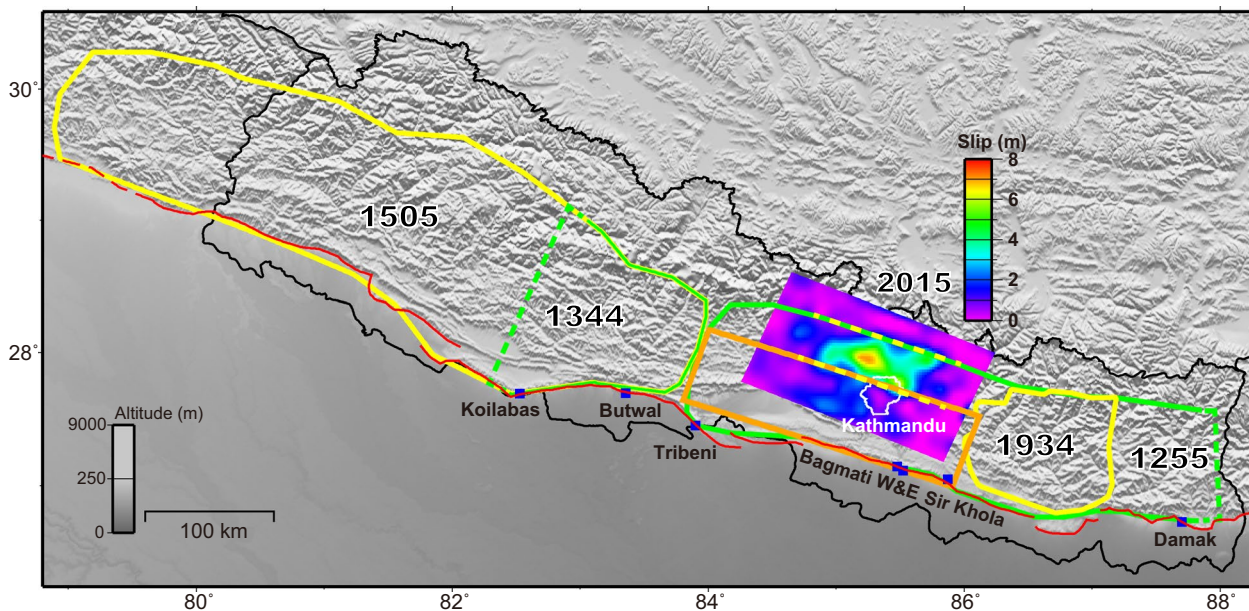 30°
28°
Slip (m)
8
6
4
2
0
2015
1505
1344
1934
1255
Kathmandu
Koilabas
Butwal
Tribeni
Bagmati W&E Sir Khola
Damak
Altitude (m)
9000
250
0
100 km
80
82
84
86
88°